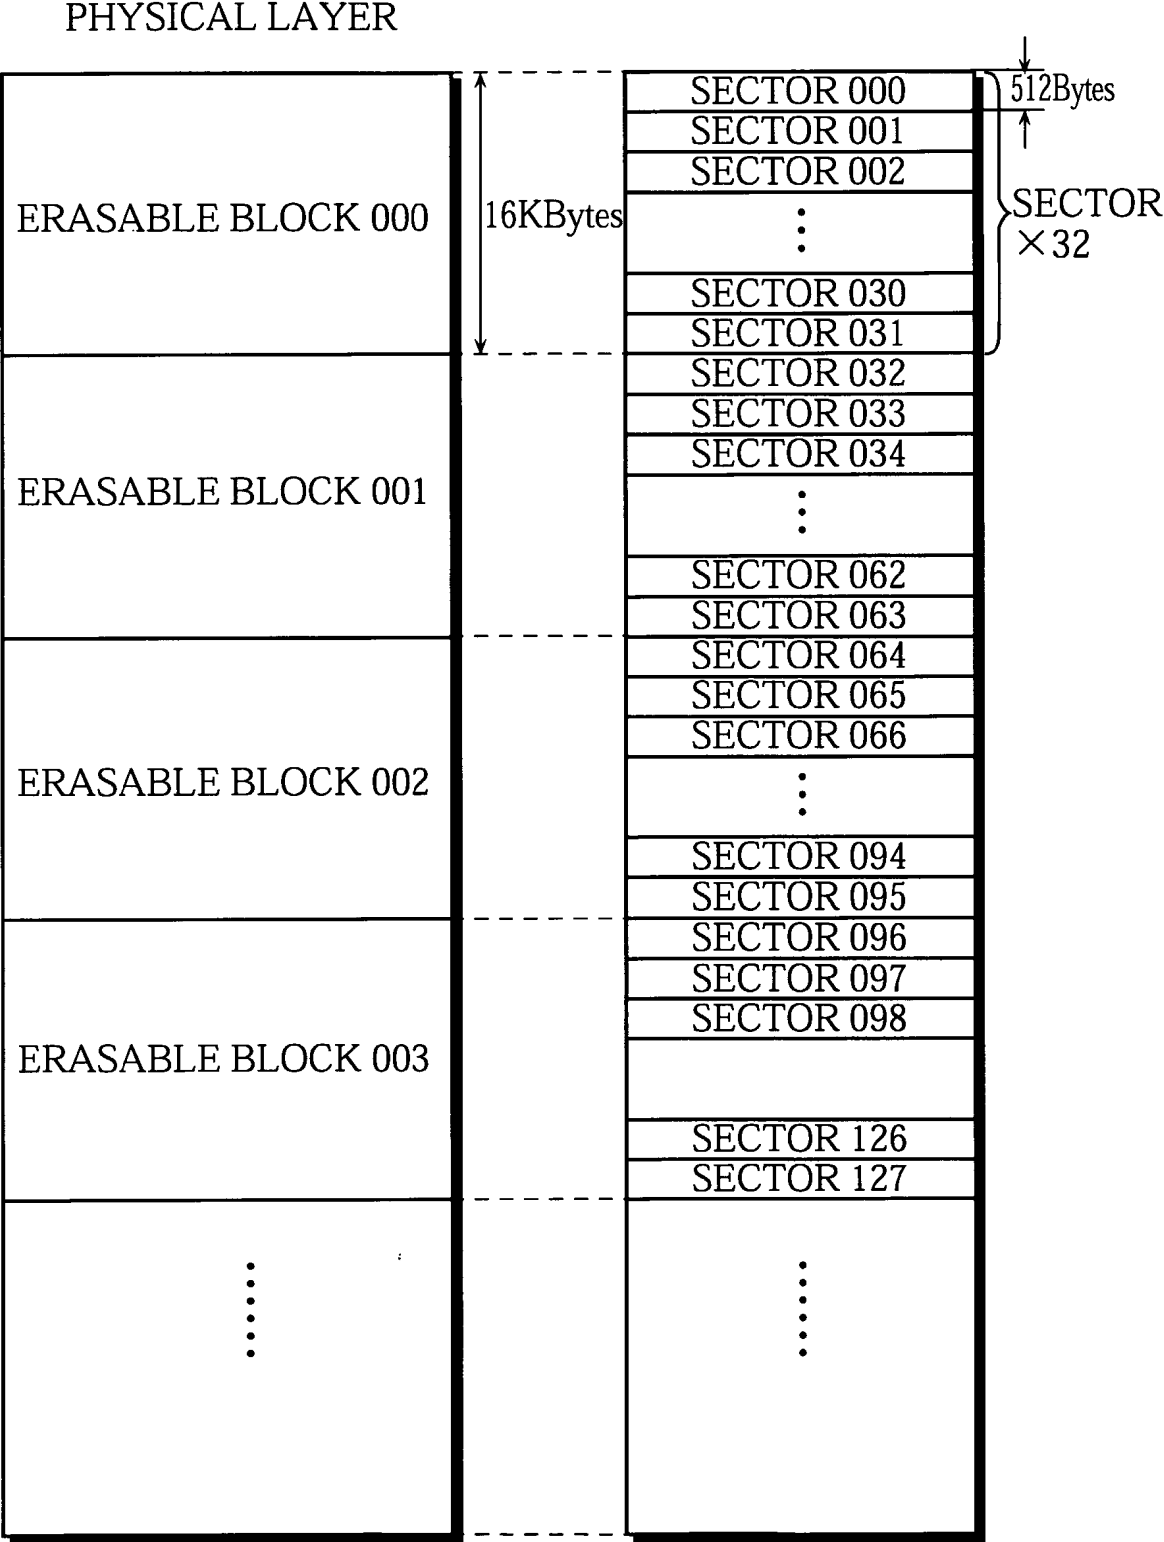 PHYSICAL LAYER
ERASABLE BLOCK 000
ERASABLE BLOCK 001
ERASABLE BLOCK 002
ERASABLE BLOCK 003
16KBytes
SECTOR 000
SECTOR 001
SECTOR 002
SECTOR 030
SECTOR 031
SECTOR 032
SECTOR 033
SECTOR 034
SECTOR 062
SECTOR 063
SECTOR 064
SECTOR 065
SECTOR 066
SECTOR 094
SECTOR 095
SECTOR 096
SECTOR 097
SECTOR 098
SECTOR 126
SECTOR 127
512Bytes
SECTOR
×32